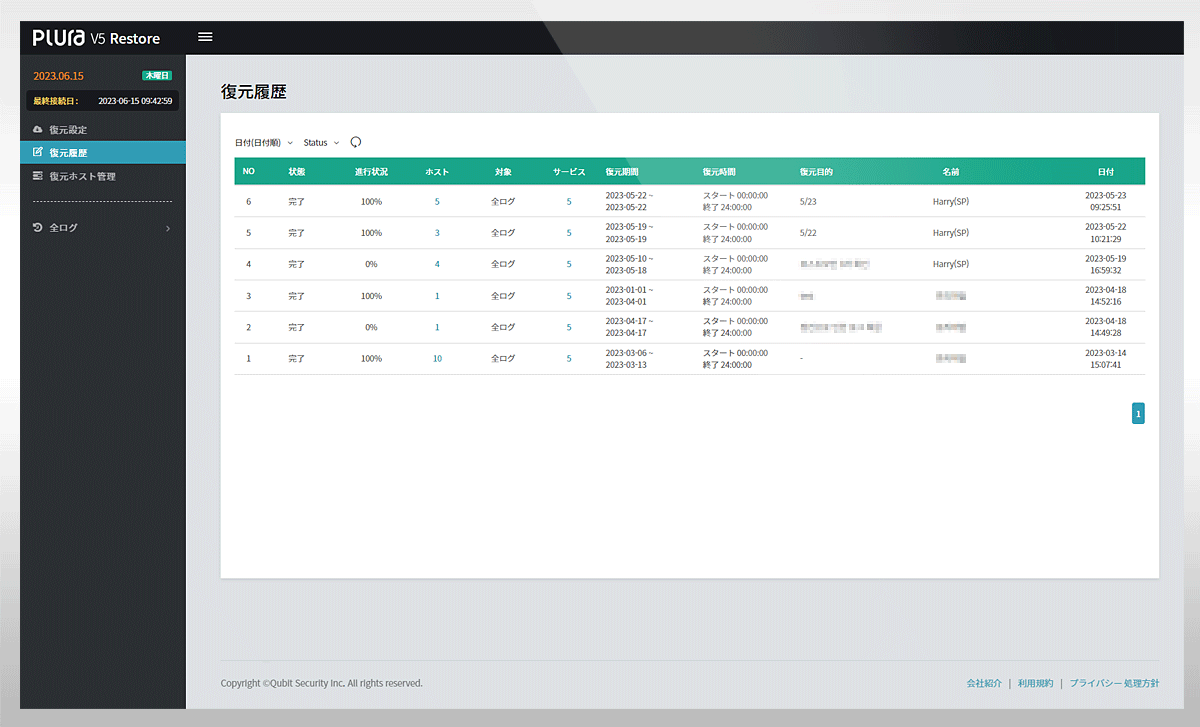 PLURA V5 Restore
2023.06.15 木曜日
最終接続日： 2023-06-15 09:42:59
復元設定
復元履歴
復元ホスト管理
全ログ
復元履歴
日付(日付順) Status
NO 状態 進行状況 ホスト 対象 サービス 復元期間 復元時間 復元目的 名前 日付
6 完了 100% 5 全ログ 5 2023-05-22 ~ スタート 00:00:00 5/23 Harry(SP) 2023-05-23
2023-05-22 終了 24:00:00 09:25:51
5 完了 100% 3 全ログ 5 2023-05-19 ~ スタート 00:00:00 5/22 Harry(SP) 2023-05-22
2023-05-19 終了 24:00:00 10:21:29
4 完了 0% 4 全ログ 5 2023-05-10 ~ スタート 00:00:00 Harry(SP) 2023-05-19
2023-05-18 終了 24:00:00 16:59:32
3 完了 100% 1 全ログ 5 2023-01-01 ~ スタート 00:00:00 2023-04-18
2023-04-01 終了 24:00:00 14:52:16
2 完了 0% 1 全ログ 5 2023-04-17 ~ スタート 00:00:00 2023-04-18
2023-04-17 終了 24:00:00 14:49:28
1 完了 100% 10 全ログ 5 2023-03-06 ~ スタート 00:00:00 - 2023-03-14
2023-03-13 終了 24:00:00 15:07:41
1
Copyright ©Qubit Security Inc. All rights reserved.
会社紹介 | 利用規約 | プライバシー処理方針